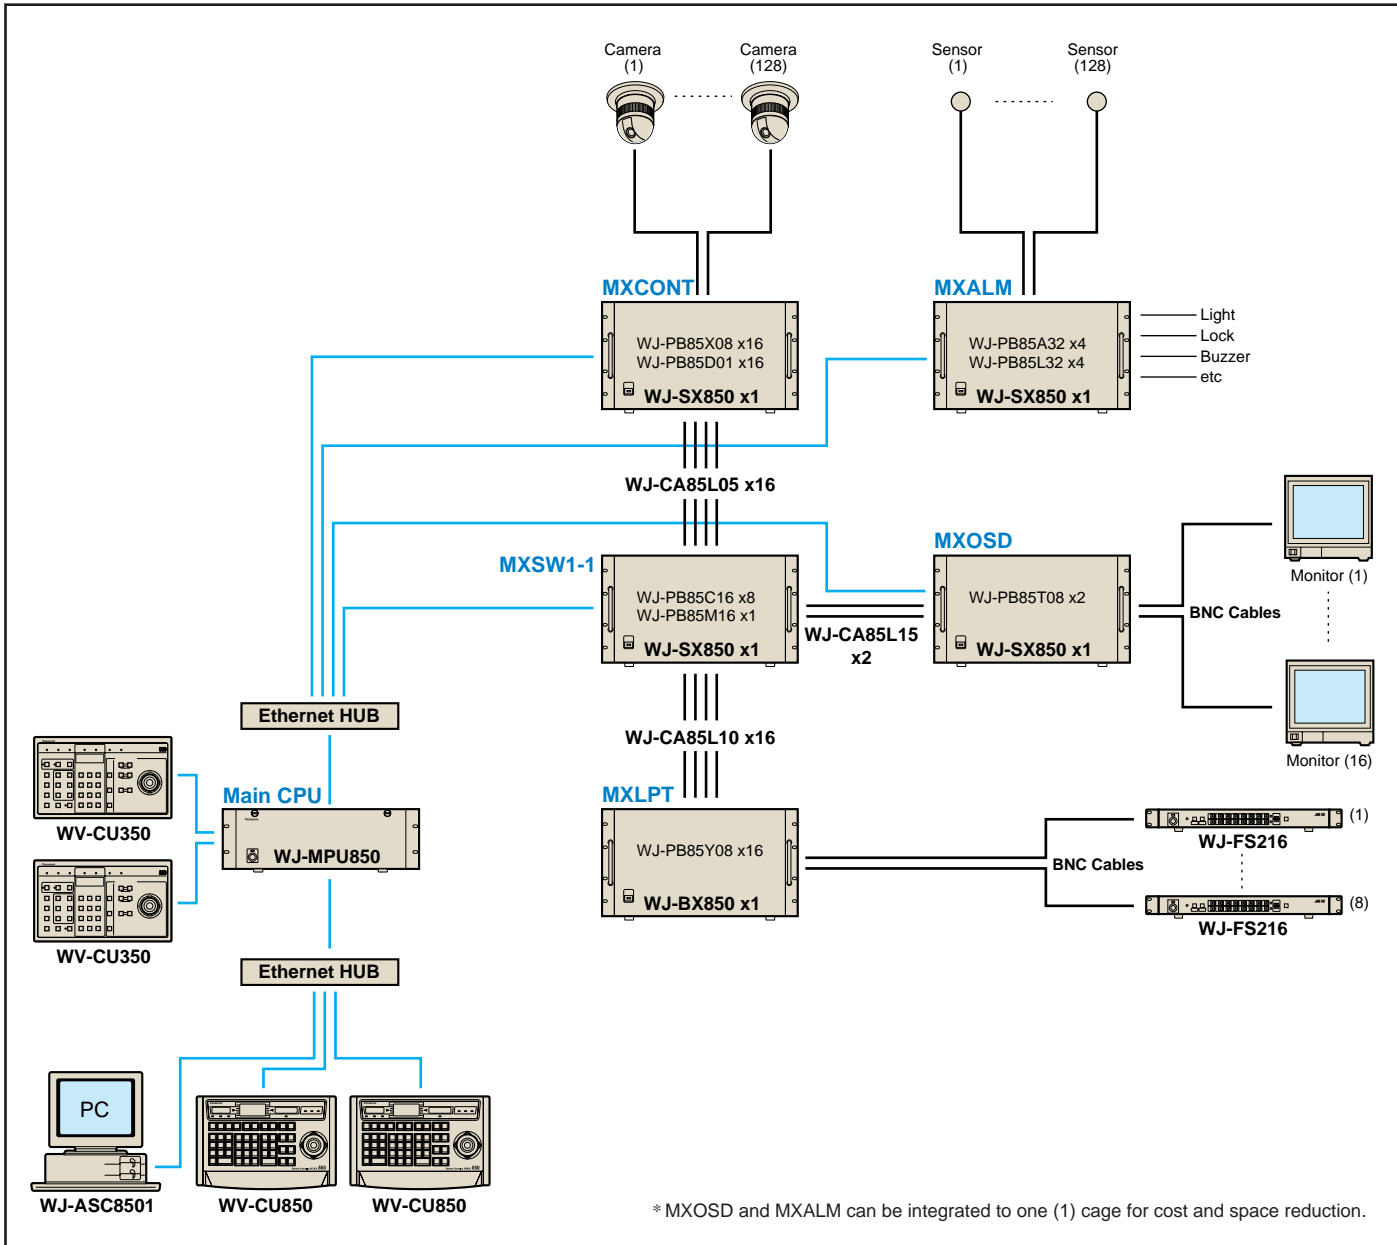 Camera
(1)
Camera
(128)
Sensor
(1)
Sensor
(128)
MXCONT
WJ-PB85X08 x16
WJ-PB85D01 x16
WJ-SX850 x1
MXALM
WJ-PB85A32 x4
WJ-PB85L32 x4
WJ-SX850 x1
Light
Lock
Buzzer
etc
WJ-CA85L05 x16
MXSW1-1
WJ-PB85C16 x8
WJ-PB85M16 x1
WJ-SX850 x1
WJ-CA85L15
x2
MXOSD
WJ-PB85T08 x2
WJ-SX850 x1
BNC Cables
Monitor (1)
Monitor (16)
Ethernet HUB
WJ-CA85L10 x16
WV-CU350
WV-CU350
Main CPU
WJ-MPU850
MXLPT
WJ-PB85Y08 x16
WJ-BX850 x1
BNC Cables
(1)
WJ-FS216
(8)
WJ-FS216
Ethernet HUB
PC
WJ-ASC8501
850
WV-CU850
850
WV-CU850
* MXOSD and MXALM can be integrated to one (1) cage for cost and space reduction.